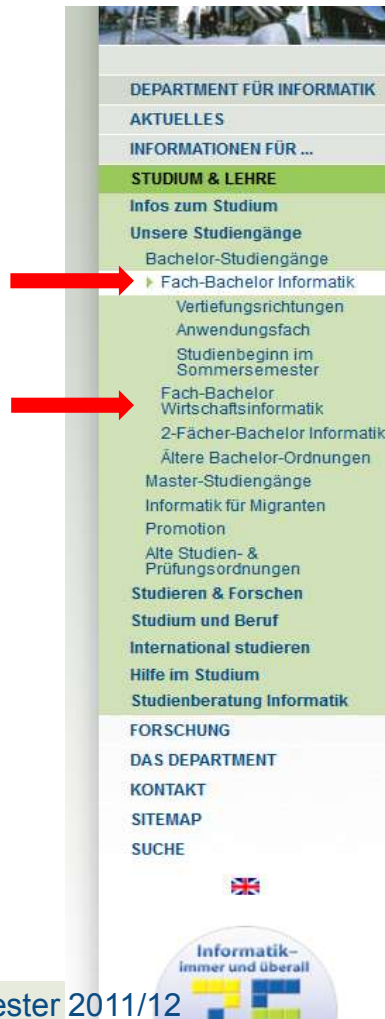 DEPARTMENT FÜR INFORMATIK
AKTUELLES
INFORMATIONEN FÜR ...
STUDIUM & LEHRE
Infos zum Studium
Unsere Studiengänge
Bachelor-Studiengänge
Fach-Bachelor Informatik
Vertiefungsrichtungen
Anwendungsfach
Studienbeginn im
Sommersemester
Fach-Bachelor
Wirtschaftsinformatik
2-Fächer-Bachelor Informatik
Ältere Bachelor-Ordnungen
Master-Studiengänge
Informatik für Migranten
Promotion
Alte Studien- &
Prüfungsordnungen
Studieren & Forschen
Studium und Beruf
International studieren
Hilfe im Studium
Studienberatung Informatik
FORSCHUNG
DAS DEPARTMENT
KONTAKT
SITEMAP
SUCHE
Informatik–
immer und überall
ester 2011/12